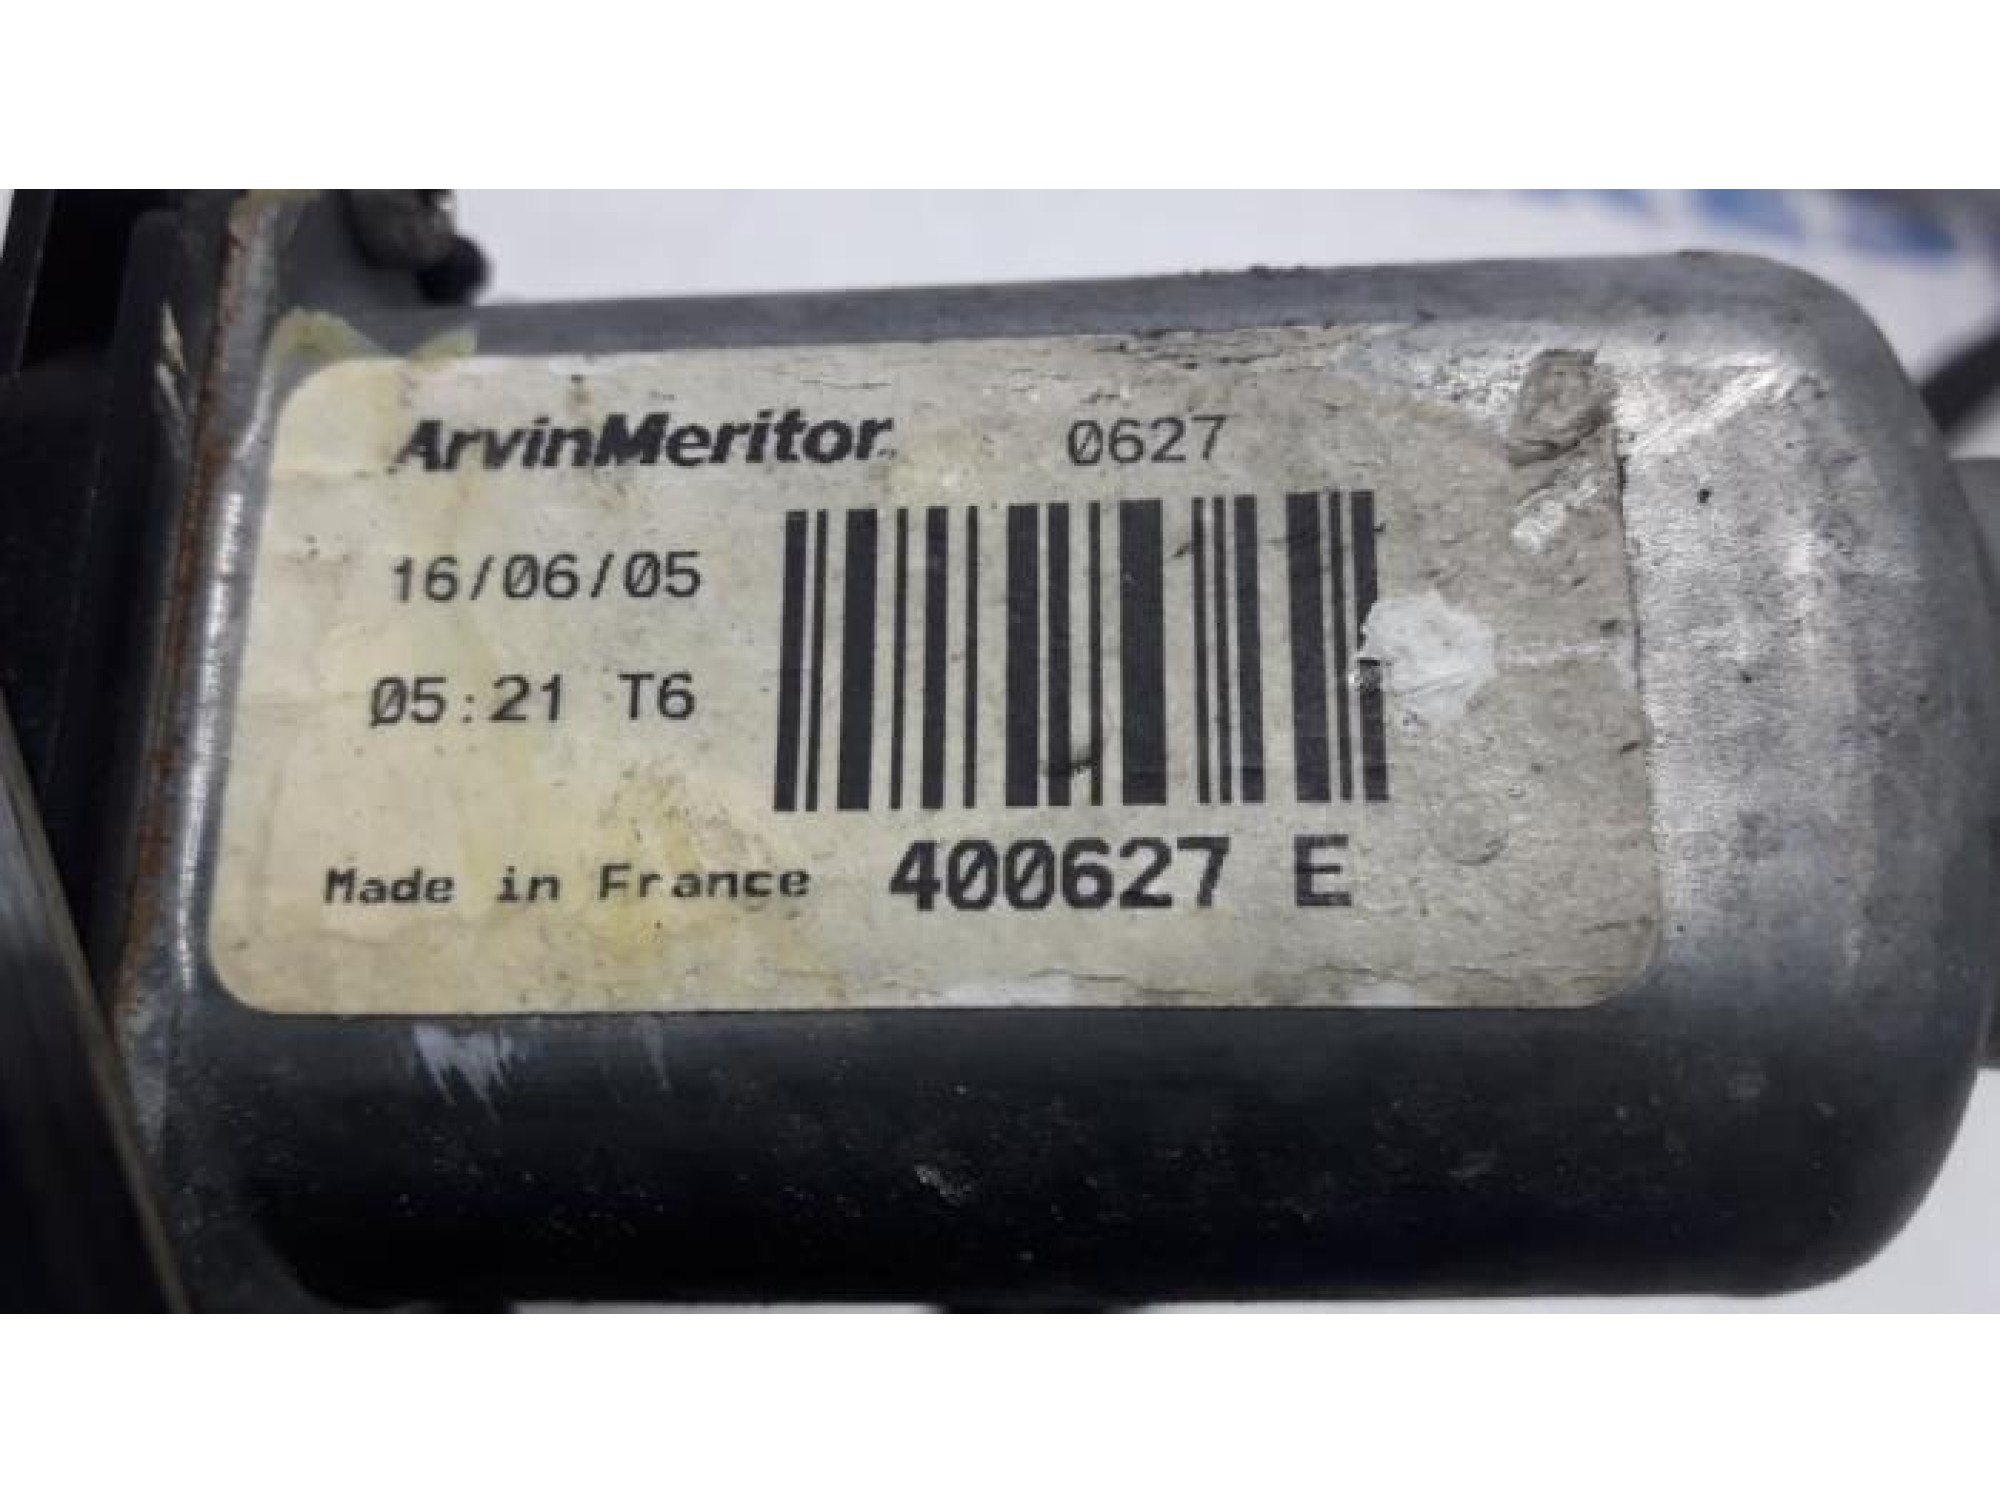 ArvinMeritor 0627
16/06/05
05:21 T6
Made in France 400627 E